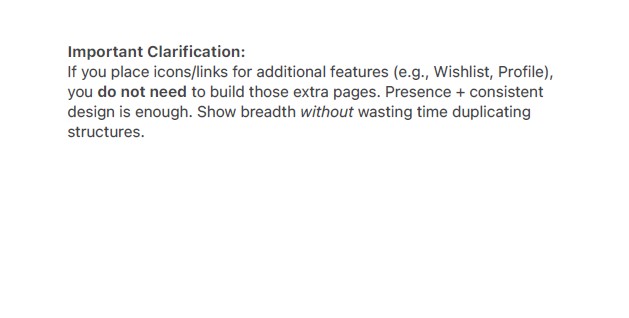 Important Clarification:
If you place icons/links for additional features (e.g., Wishlist, Profile),
you do not need to build those extra pages. Presence + consistent
design is enough. Show breadth without wasting time duplicating
structures.